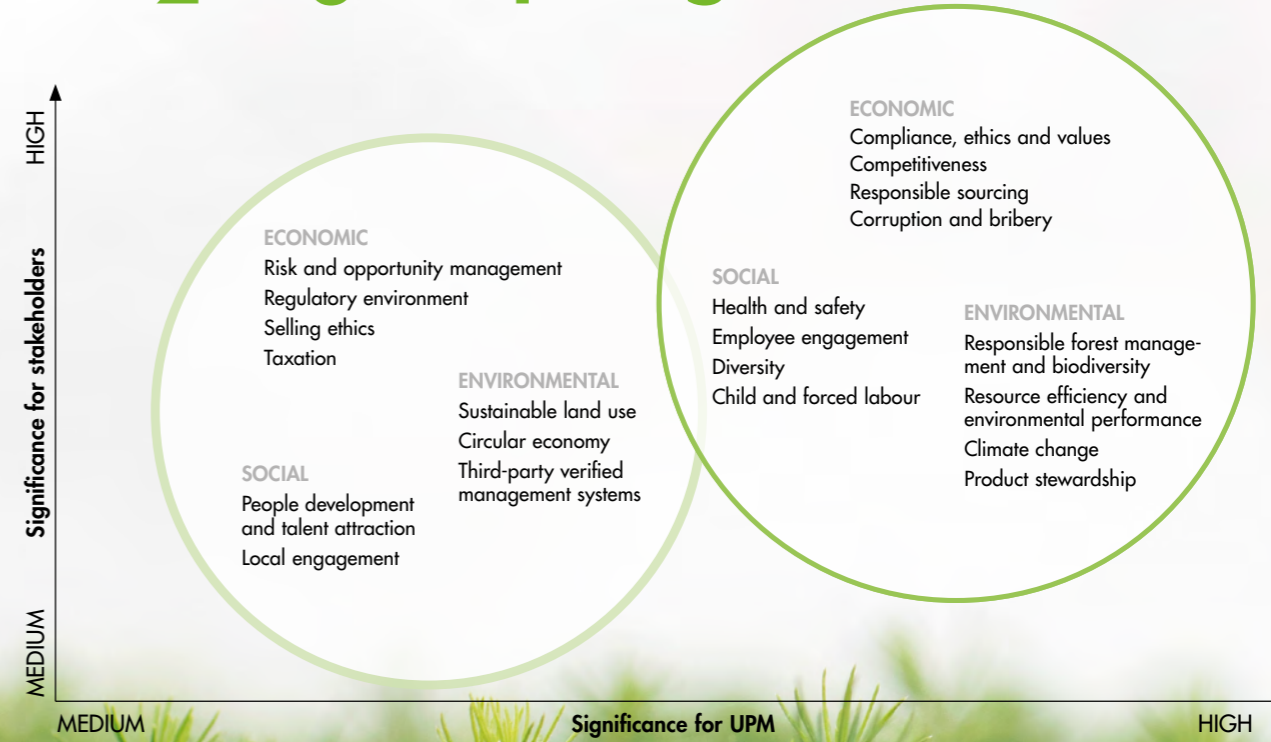 HIGH
Significance for stakeholders
MEDIUM
ECONOMIC
Risk and opportunity management
Regulatory environment
Selling ethics
Taxation
ENVIRONMENTAL
Sustainable land use
Circular economy
Third-party verified
management systems
SOCIAL
People development
and talent attraction
Local engagement
ECONOMIC
Compliance, ethics and values
Competitiveness
Responsible sourcing
Corruption and bribery
SOCIAL
Health and safety
Employee engagement
Diversity
Child and forced labour
ENVIRONMENTAL
Responsible forest manage-
ment and biodiversity
Resource efficiency and
environmental performance
Climate change
Product stewardship
MEDIUM
Significance for UPM
HIGH